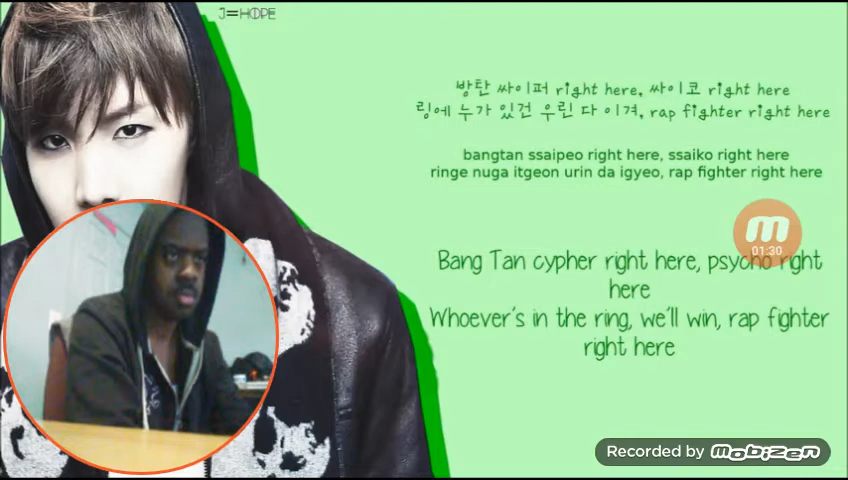 J=HOPE
방탄 싸이퍼 right here, 싸이코 right here
링에 누가 있건 우린 다 이겨, rap fighter right here
bangtan ssaipeo right here, ssaiko right here
ringe nuga itgeon urin da igyeo, rap fighter right here
01:30
Bang Tan cypher right here, psycho right
here
Whoever's in the ring, we'll win, rap fighter
right here
Recorded by Mobizen